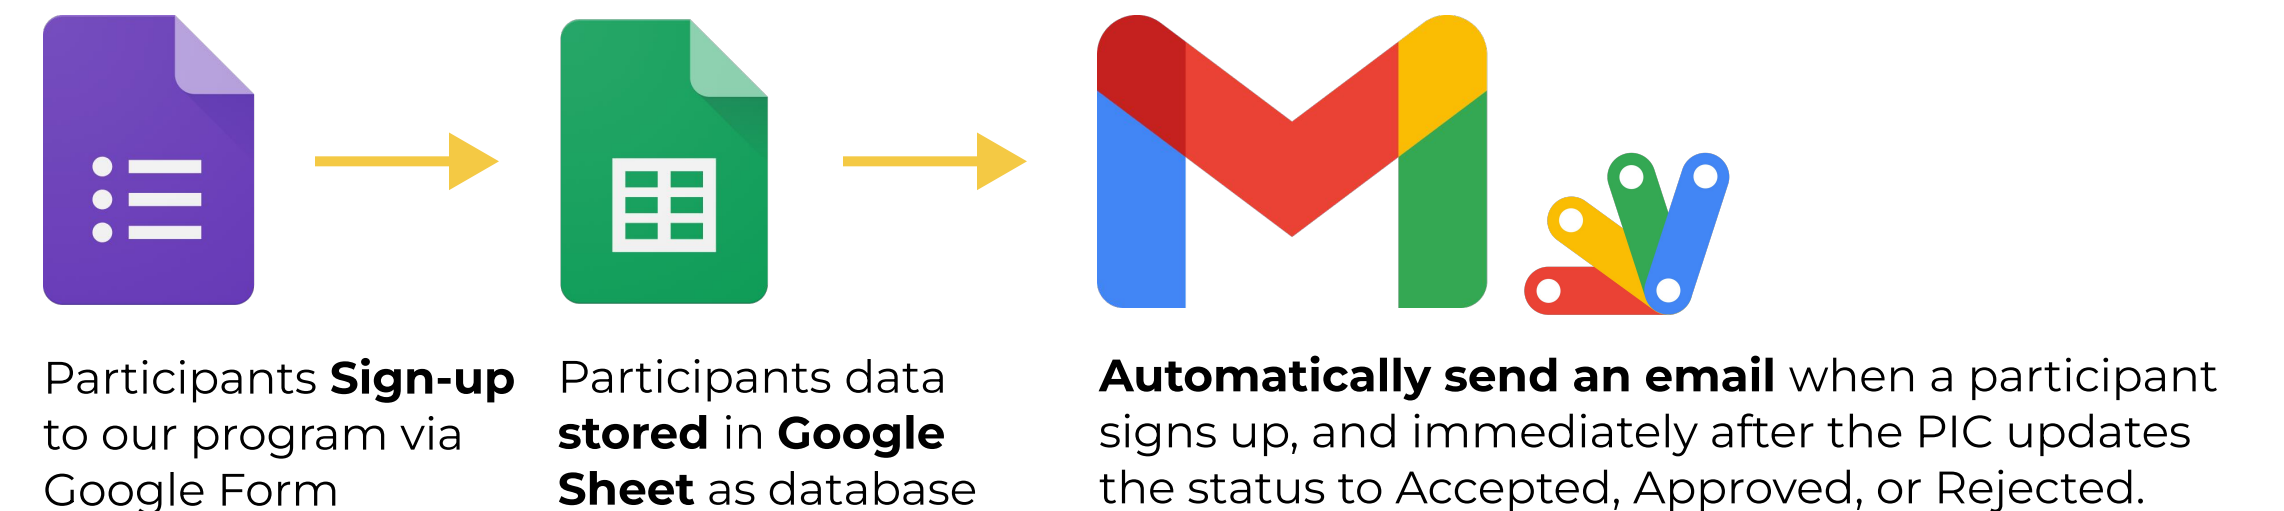 Participants Sign-up
to our program via
Google Form
Participants data
stored in Google
Sheet as database
Automatically send an email when a participant
signs up, and immediately after the PIC updates
the status to Accepted, Approved, or Rejected.